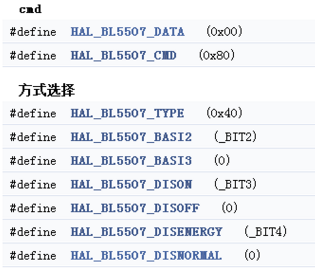 cmd
#define HAL_BL5507_DATA (0x00)
#define HAL_BL5507_CMD (0x80)
方式选择
#define HAL_BL5507_TYPE (0x40)
#define HAL_BL5507_BASI2 (_BIT2)
#define HAL_BL5507_BASI3 (0)
#define HAL_BL5507_DISON (_BIT3)
#define HAL_BL5507_DISOFF (0)
#define HAL_BL5507_DISENERGY (_BIT4)
#define HAL_BL5507_DISNORMAL (0)